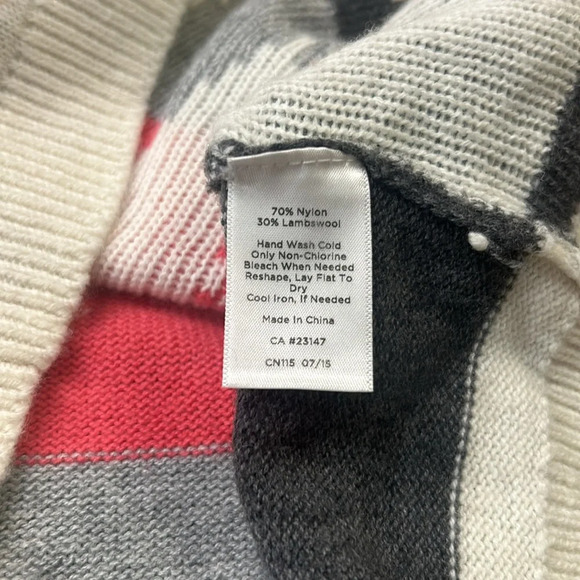 70% Nylon
30% Lambswool
Hand Wash Cold
Only Non-Chlorine
Bleach When Needed
Reshape, Lay Flat To
Dry
Cool Iron, If Needed
Made In China
CA #23147
CN115 07/15